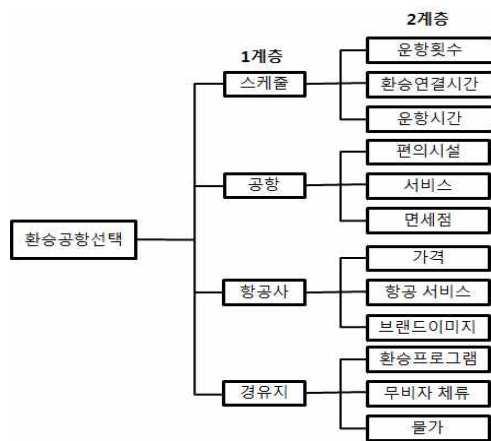 2계층
1계층
운항횟수
스케줄
환승연결시간
운항시간
편의시설
공항
서비스
면세점
환승공항선택
가격
항공사
항공 서비스
브랜드이미지
환승프로그램
경유지
무비자 체류
물가